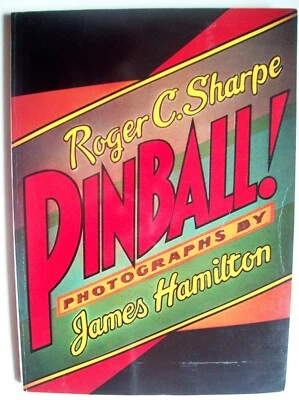 Roger C. Sharpe
PINBALL!
PHOTOGRAPHS BY
James Hamilton